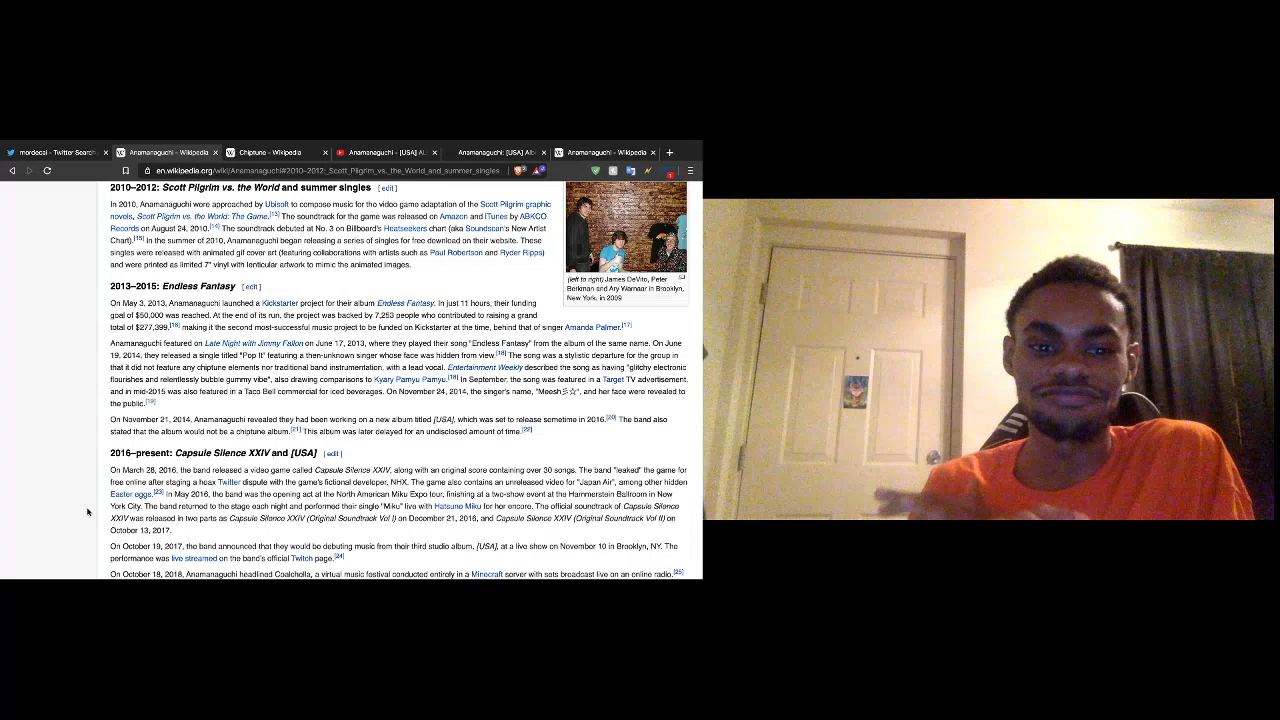 mordecai - Twitter Search
Anamanaguchi - Wikipedia
Chiptune - Wikipedia
Anamanaguchi - [USA] Al
Anamanaguchi: [USA] Alb
Anamanaguchi - Wikipedia
en.wikipedia.org/wiki/Anamanaguchi#2010–2012:_Scott_Pilgrim_vs._the_World_and_summer_singles
2010–2012: Scott Pilgrim vs. the World and summer singles [ edit ]
In 2010, Anamanaguchi were approached by Ubisoft to compose music for the video game adaptation of the Scott Pilgrim graphic
novels, Scott Pilgrim vs. the World: The Game.[13] The soundtrack for the game was released on Amazon and iTunes by ABKCO
Records on August 24, 2010.[14] The soundtrack debuted at No. 3 on Billboard's Heatseekers chart (aka Soundscan's New Artist
Chart).[15] In the summer of 2010, Anamanaguchi began releasing a series of singles for free download on their website. These
singles were released with animated gif cover art (featuring collaborations with artists such as Paul Robertson and Ryder Ripps)
and were printed as limited 7" vinyl with lenticular artwork to mimic the animated images.
(left to right) James DeVito, Peter
Berkman and Ary Warnaar in Brooklyn,
New York, in 2009
2013–2015: Endless Fantasy [ edit ]
On May 3, 2013, Anamanaguchi launched a Kickstarter project for their album Endless Fantasy. In just 11 hours, their funding
goal of $50,000 was reached. At the end of its run, the project was backed by 7,253 people who contributed to raising a grand
total of $277,399,[16] making it the second most-successful music project to be funded on Kickstarter at the time, behind that of singer Amanda Palmer.[17]
Anamanaguchi featured on Late Night with Jimmy Fallon on June 17, 2013, where they played their song "Endless Fantasy" from the album of the same name. On June
19, 2014, they released a single titled "Pop It" featuring a then-unknown singer whose face was hidden from view.[18] The song was a stylistic departure for the group in
that it did not feature any chiptune elements nor traditional band instrumentation, with a lead vocal. Entertainment Weekly described the song as having "glitchy electronic
flourishes and relentlessly bubble gummy vibe", also drawing comparisons to Kyary Pamyu Pamyu.[18] In September, the song was featured in a Target TV advertisement,
and in mid-2015 was also featured in a Taco Bell commercial for iced beverages. On November 24, 2014, the singer's name, "Meesh彡☆", and her face were revealed to
the public.[19]
On November 21, 2014, Anamanaguchi revealed they had been working on a new album titled [USA], which was set to release sometime in 2016.[20] The band also
stated that the album would not be a chiptune album.[21] This album was later delayed for an undisclosed amount of time.[22]
2016–present: Capsule Silence XXIV and [USA] [ edit ]
On March 28, 2016, the band released a video game called Capsule Silence XXIV, along with an original score containing over 30 songs. The band "leaked" the game for
free online after staging a hoax Twitter dispute with the game's fictional developer, NHX. The game also contains an unreleased video for "Japan Air", among other hidden
Easter eggs.[23] In May 2016, the band was the opening act at the North American Miku Expo tour, finishing at a two-show event at the Hammerstein Ballroom in New
York City. The band returned to the stage each night and performed their single "Miku" live with Hatsune Miku for her encore. The official soundtrack of Capsule Silence
XXIV was released in two parts as Capsule Silence XXIV (Original Soundtrack Vol I) on December 21, 2016, and Capsule Silence XXIV (Original Soundtrack Vol II) on
October 13, 2017.
On October 19, 2017, the band announced that they would be debuting music from their third studio album, [USA], at a live show on November 10 in Brooklyn, NY. The
performance was live streamed on the band's official Twitch page.[24]
On October 18, 2018, Anamanaguchi headlined Coalchella, a virtual music festival conducted entirely in a Minecraft server with sets broadcast live on an online radio.[25]